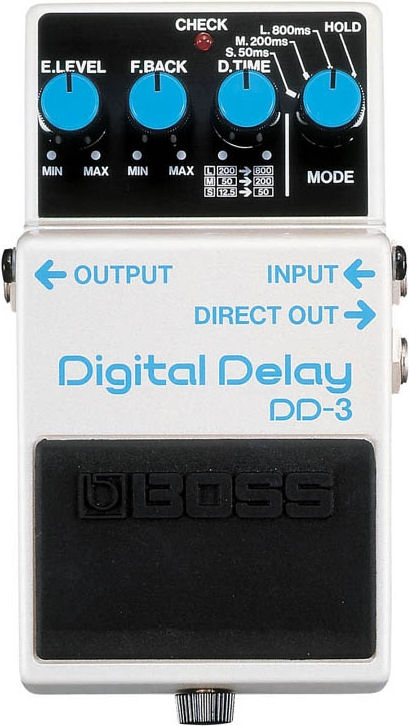 CHECK
L. 800ms
HOLD
M. 200ms
S. 50ms
E.LEVEL
F.BACK
D.TIME
MIN
MAX
MIN
MAX
L 200 → 800
M 50 → 200
S 12.5 → 50
MODE
← OUTPUT
INPUT ←
DIRECT OUT →
Digital Delay
DD-3
BOSS